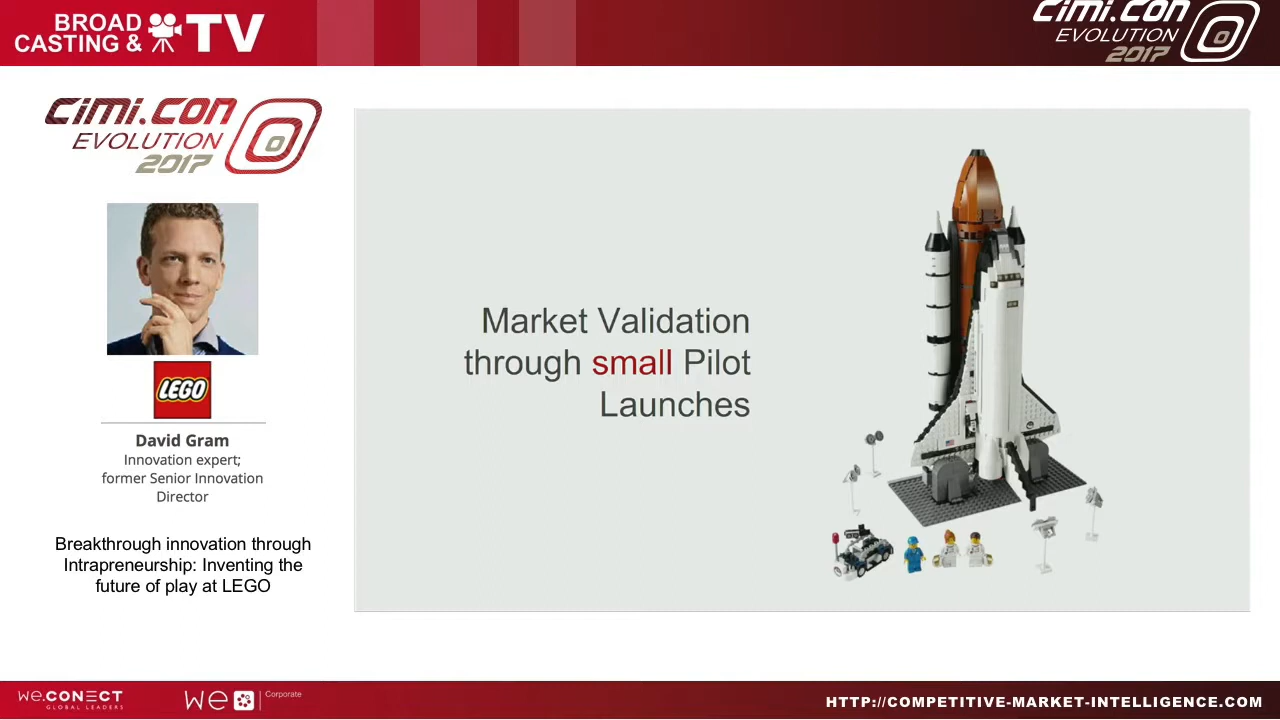 BROAD
CASTING & TV
cimi.con
EVOLUTION
2017
cimi.con
EVOLUTION
2017
LEGO
David Gram
Innovation expert;
former Senior Innovation
Director
Breakthrough innovation through
Intrapreneurship: Inventing the
future of play at LEGO
Market Validation
through small Pilot
Launches
we.CONECT
GLOBAL LEADERS
we
Corporate
HTTP://COMPETITIVE-MARKET-INTELLIGENCE.COM